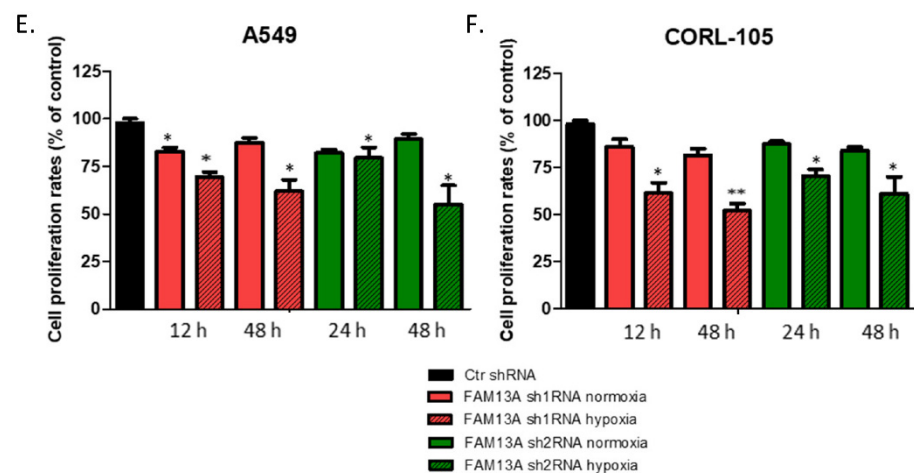 E.
A549
Cell proliferation rates (% of control)
125
100
75
50
25
0
* * * * *
12 h 48 h 24 h 48 h
F.
CORL-105
Cell proliferation rates (% of control)
125
100
75
50
25
0
* ** * *
12 h 48 h 24 h 48 h
Ctr shRNA
FAM13A sh1RNA normoxia
FAM13A sh1RNA hypoxia
FAM13A sh2RNA normoxia
FAM13A sh2RNA hypoxia